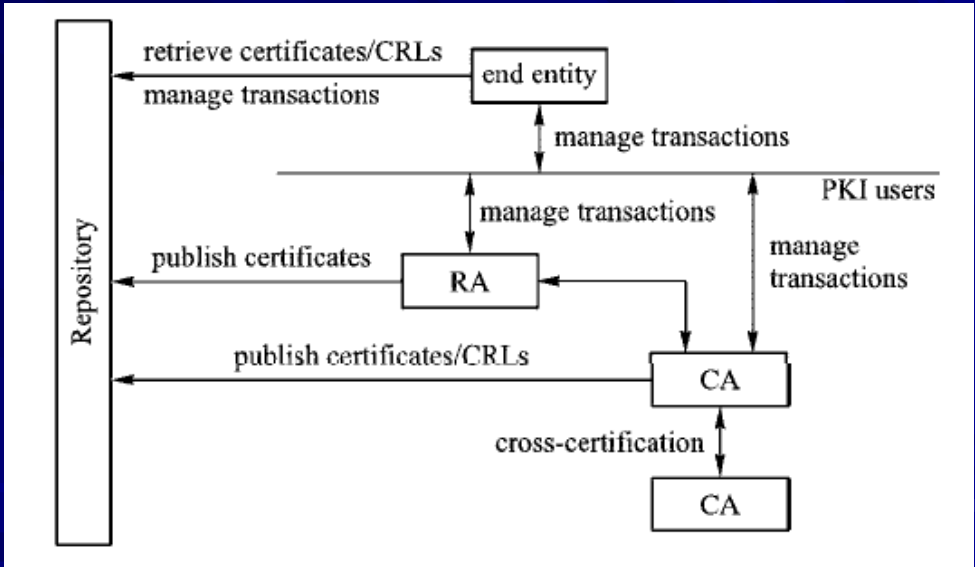 retrieve certificates/CRLs
end entity
manage transactions
manage transactions
PKI users
manage transactions
manage
transactions
publish certificates
RA
Repository
publish certificates/CRLs
CA
cross-certification
CA